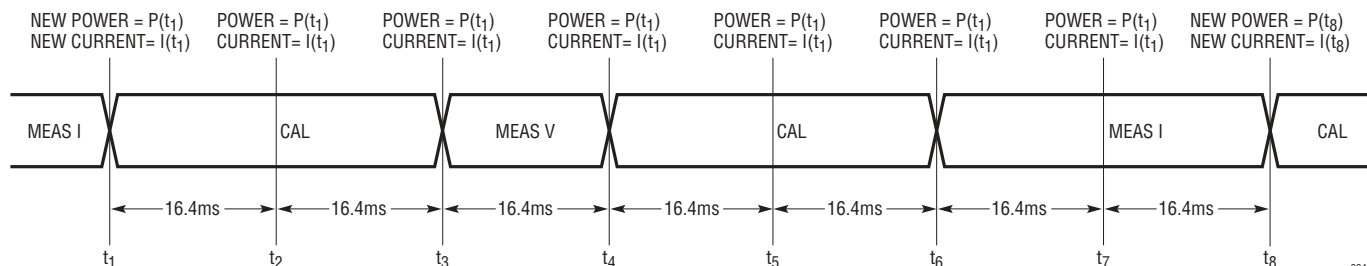 NEW POWER = P(t1)
NEW CURRENT= I(t1)
POWER = P(t1)
CURRENT= I(t1)
POWER = P(t1)
CURRENT= I(t1)
POWER = P(t1)
CURRENT= I(t1)
POWER = P(t1)
CURRENT= I(t1)
POWER = P(t1)
CURRENT= I(t1)
POWER = P(t1)
CURRENT= I(t1)
NEW POWER = P(t8)
NEW CURRENT= I(t8)
MEAS I
CAL
MEAS V
CAL
MEAS I
CAL
16.4ms
16.4ms
16.4ms
16.4ms
16.4ms
16.4ms
16.4ms
t1
t2
t3
t4
t5
t6
t7
t8